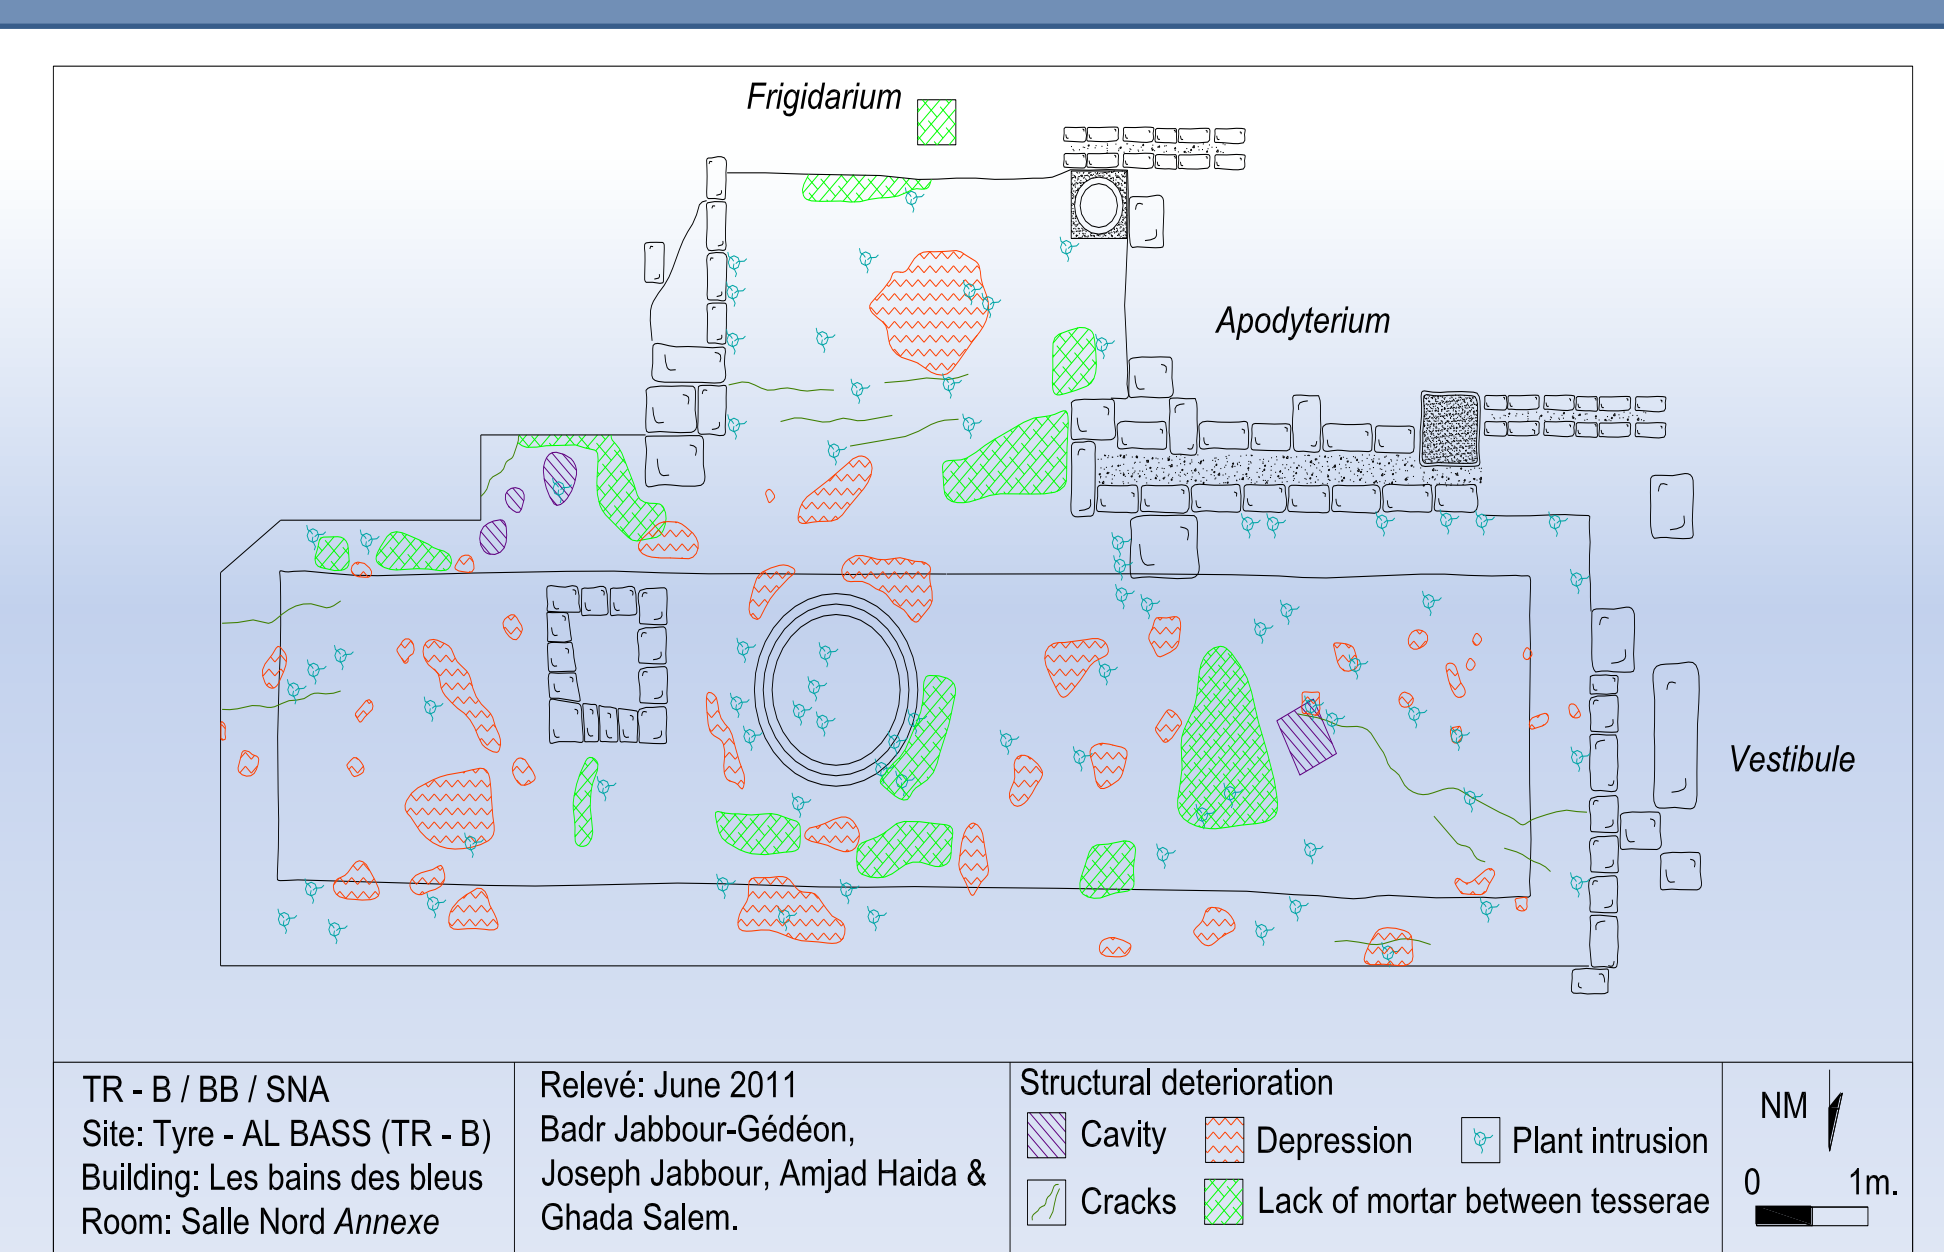 Frigidarium
Apodyterium
Vestibule
TR - B / BB / SNA
Site: Tyre - AL BASS (TR - B)
Building: Les bains des bleus
Room: Salle Nord Annexe
Relevé: June 2011
Badr Jabbour-Gédéon,
Joseph Jabbour, Amjad Haida &
Ghada Salem.
Structural deterioration
Cavity
Depression
Plant intrusion
Cracks
Lack of mortar between tesserae
NM
0 1m.